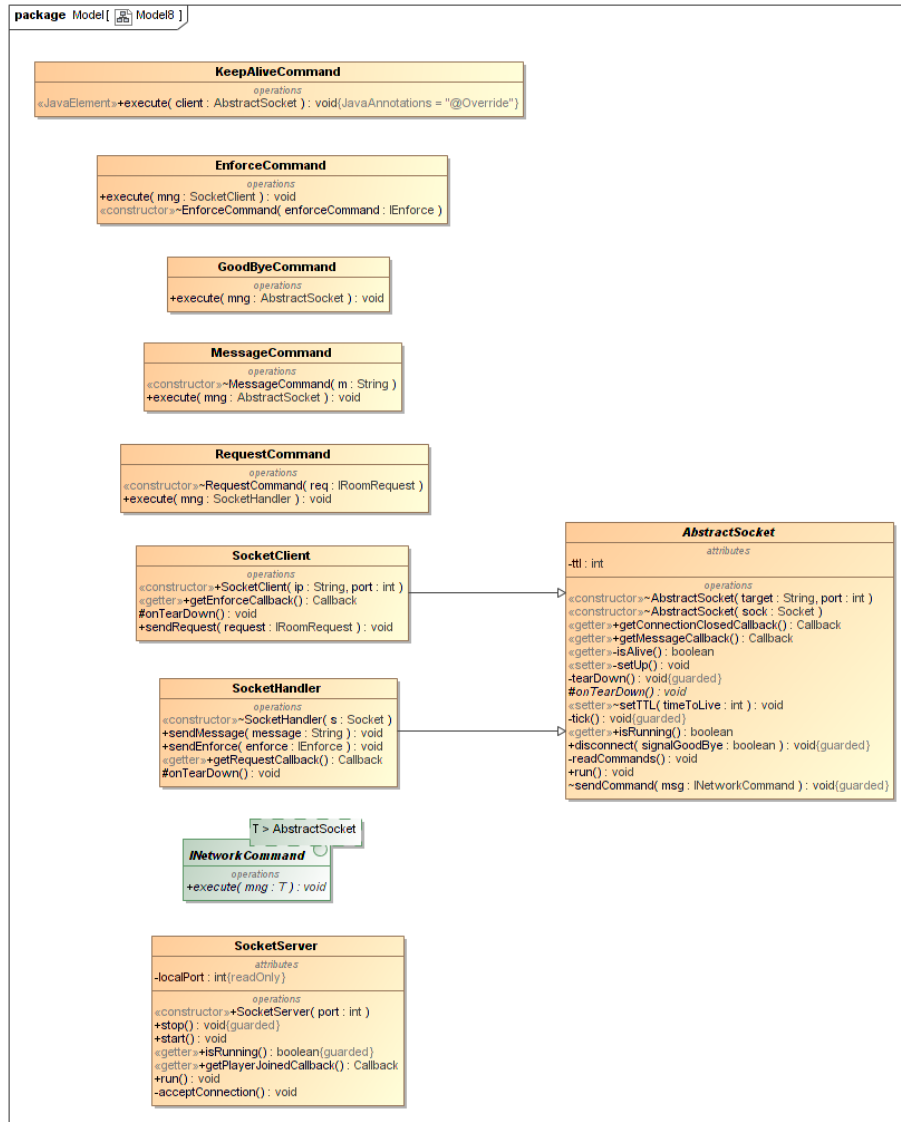 package Model[ Model8 ]
KeepAliveCommand
operations
«JavaElement»+execute( client : AbstractSocket ) : void{JavaAnnotations = "@Override"}
EnforceCommand
operations
+execute( mng : SocketClient ) : void
«constructor»~EnforceCommand( enforceCommand : IEnforce )
GoodByeCommand
operations
+execute( mng : AbstractSocket ) : void
MessageCommand
operations
«constructor»~MessageCommand( m : String )
+execute( mng : AbstractSocket ) : void
RequestCommand
operations
«constructor»~RequestCommand( req : IRoomRequest )
+execute( mng : SocketHandler ) : void
SocketClient
operations
«constructor»+SocketClient( ip : String, port : int )
«getter»+getEnforceCallback() : Callback
#onTearDown() : void
+sendRequest( request : IRoomRequest ) : void
SocketHandler
operations
«constructor»~SocketHandler( s : Socket )
+sendMessage( message : String ) : void
+sendEnforce( enforce : IEnforce ) : void
«getter»+getRequestCallback() : Callback
#onTearDown() : void
AbstractSocket
attributes
-ttl : int
operations
«constructor»~AbstractSocket( target : String, port : int )
«constructor»~AbstractSocket( sock : Socket )
«getter»+getConnectionClosedCallback() : Callback
«getter»+getMessageCallback() : Callback
«getter»-isAlive() : boolean
«setter»-setUp() : void
-tearDown() : void{guarded}
#onTearDown() : void
«setter»~setTTL( timeToLive : int ) : void
-tick() : void{guarded}
«getter»+isRunning() : boolean
+disconnect( signalGoodBye : boolean ) : void{guarded}
-readCommands() : void
+run() : void
~sendCommand( msg : INetworkCommand ) : void{guarded}
T > AbstractSocket
INetworkCommand
operations
+execute( mng : T ) : void
SocketServer
attributes
-localPort : int{readOnly}
operations
«constructor»+SocketServer( port : int )
+stop() : void{guarded}
+start() : void
«getter»+isRunning() : boolean{guarded}
«getter»+getPlayerJoinedCallback() : Callback
+run() : void
-acceptConnection() : void